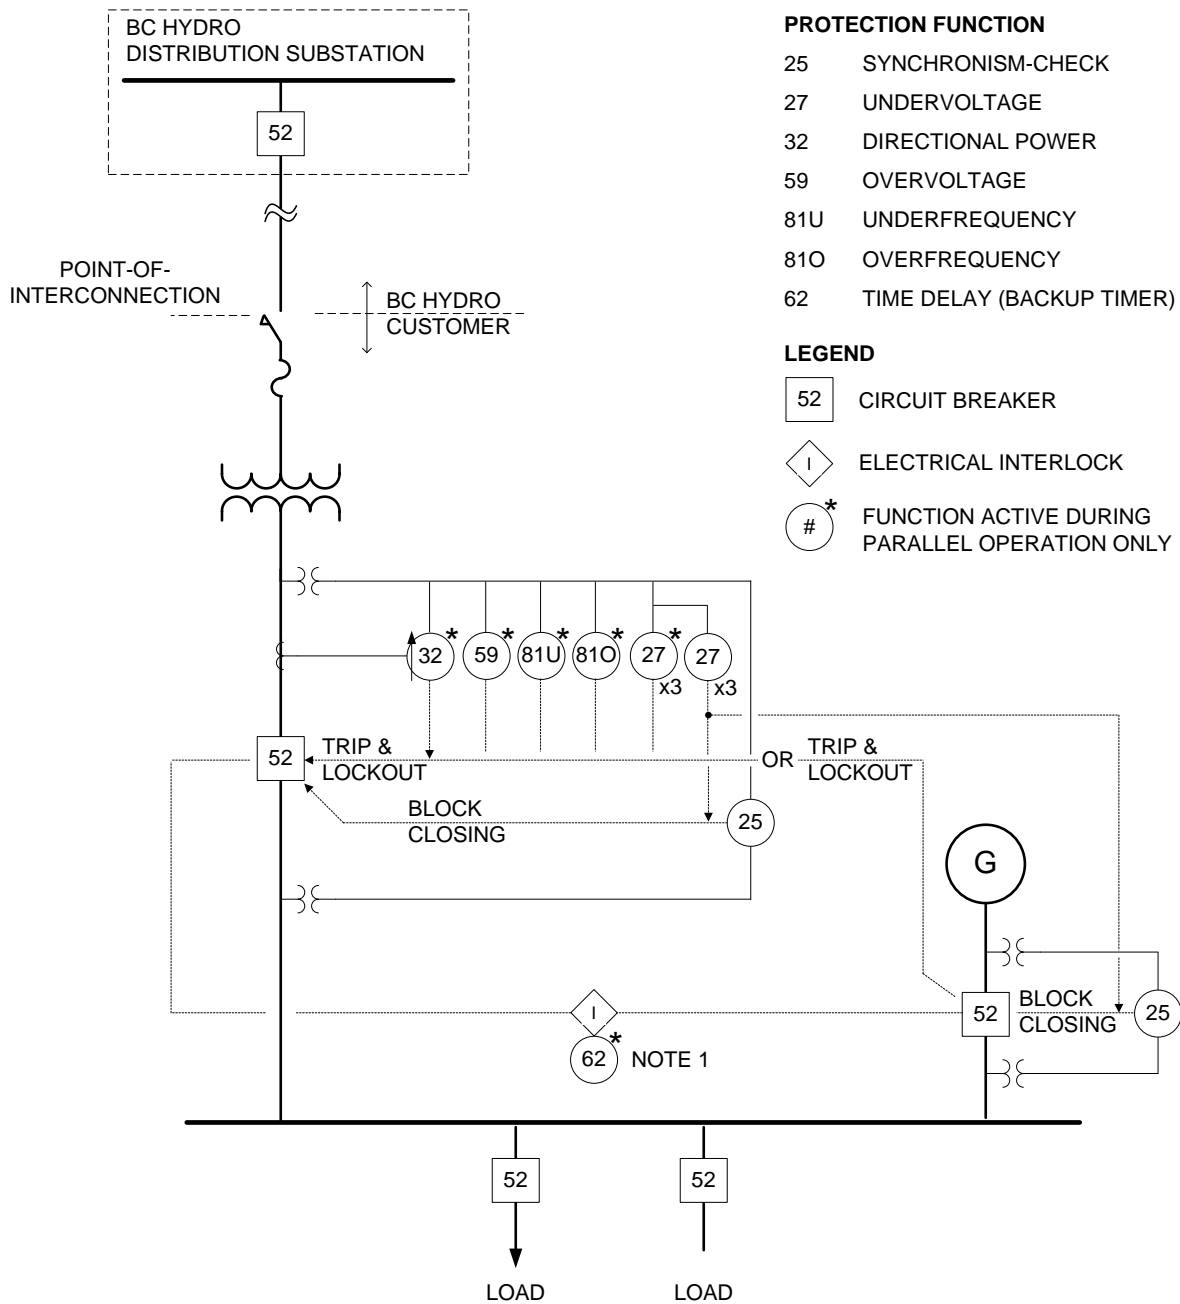 BC HYDRO
DISTRIBUTION SUBSTATION
52
POINT-OF-
INTERCONNECTION
BC HYDRO
CUSTOMER
PROTECTION FUNCTION
25 SYNCHRONISM-CHECK
27 UNDERVOLTAGE
32 DIRECTIONAL POWER
59 OVERVOLTAGE
81U UNDERFREQUENCY
81O OVERFREQUENCY
62 TIME DELAY (BACKUP TIMER)
LEGEND
52 CIRCUIT BREAKER
I ELECTRICAL INTERLOCK
# * FUNCTION ACTIVE DURING
PARALLEL OPERATION ONLY
32 * 59 * 81U * 81O * 27 * 27
x3 x3
52
TRIP &
LOCKOUT
OR
TRIP &
LOCKOUT
BLOCK
CLOSING
25
G
I
62 * NOTE 1
52
BLOCK
CLOSING
25
52 52
LOAD LOAD